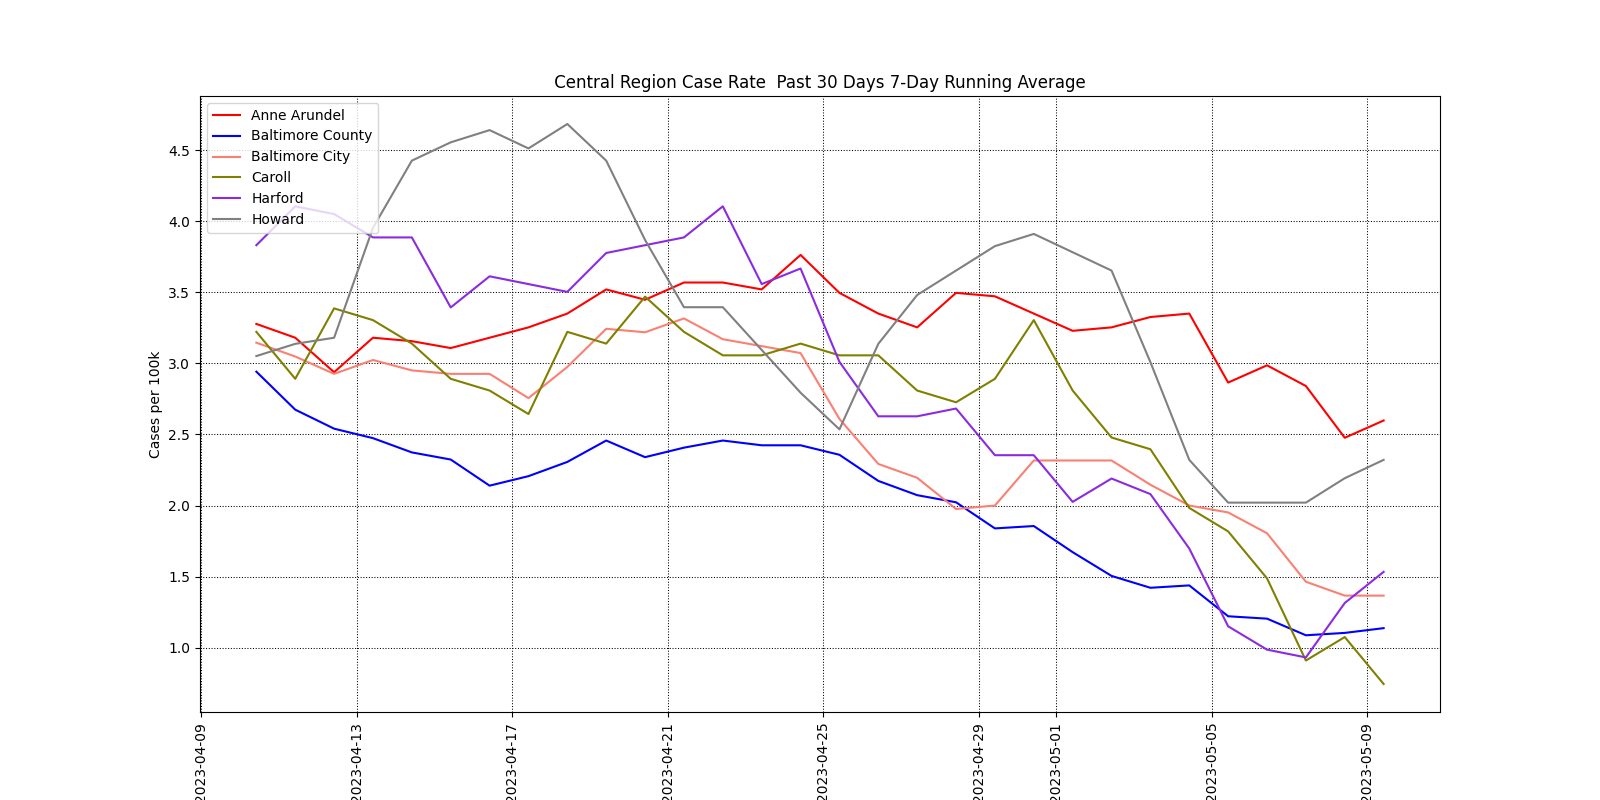 Central Region Case Rate  Past 30 Days 7-Day Running Average
Anne Arundel
Baltimore County
Baltimore City
Caroll
Harford
Howard
Cases per 100k
4.5
4.0
3.5
3.0
2.5
2.0
1.5
1.0
2023-04-09
2023-04-13
2023-04-17
2023-04-21
2023-04-25
2023-04-29
2023-05-01
2023-05-05
2023-05-09